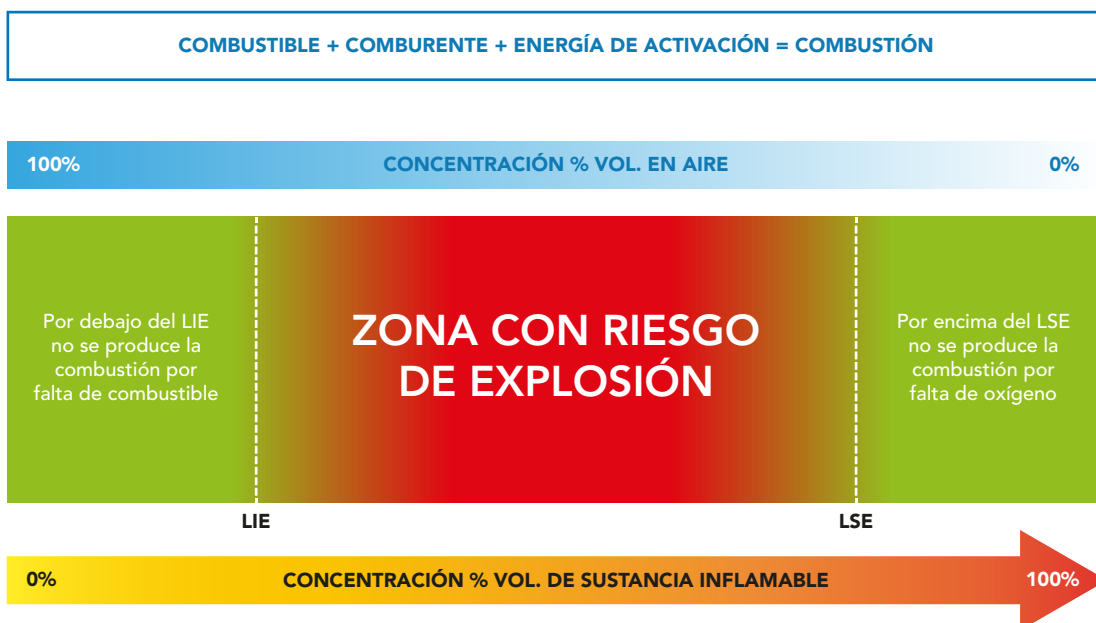 COMBUSTIBLE + COMBURENTE + ENERGÍA DE ACTIVACIÓN = COMBUSTIÓN
100% CONCENTRACIÓN % VOL. EN AIRE 0%
Por debajo del LIE
no se produce la
combustión por
falta de combustible
ZONA CON RIESGO
DE EXPLOSIÓN
Por encima del LSE
no se produce la
combustión por
falta de oxígeno
LIE LSE
0% CONCENTRACIÓN % VOL. DE SUSTANCIA INFLAMABLE 100%